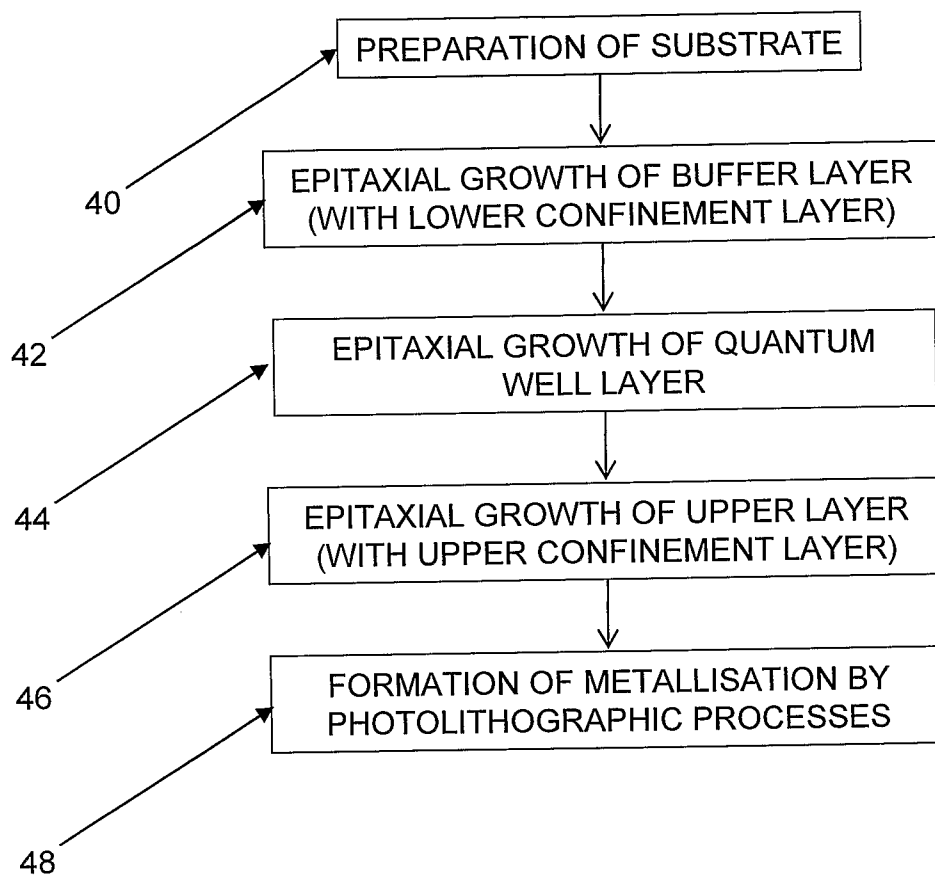 PREPARATION OF SUBSTRATE
40
EPITAXIAL GROWTH OF BUFFER LAYER
(WITH LOWER CONFINEMENT LAYER)
42
EPITAXIAL GROWTH OF QUANTUM
WELL LAYER
44
EPITAXIAL GROWTH OF UPPER LAYER
(WITH UPPER CONFINEMENT LAYER)
46
FORMATION OF METALLISATION BY
PHOTOLITHOGRAPHIC PROCESSES
48